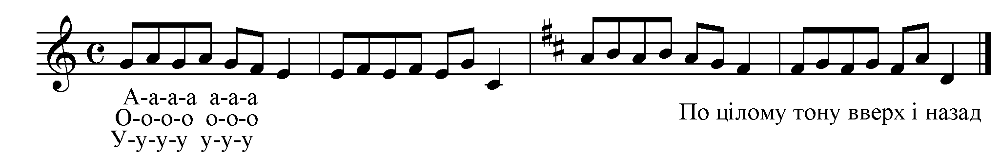 А-а-а-а а-а-а
О-о-о-о о-о-о
У-у-у-у у-у-у
По цілому тону вверх і назад